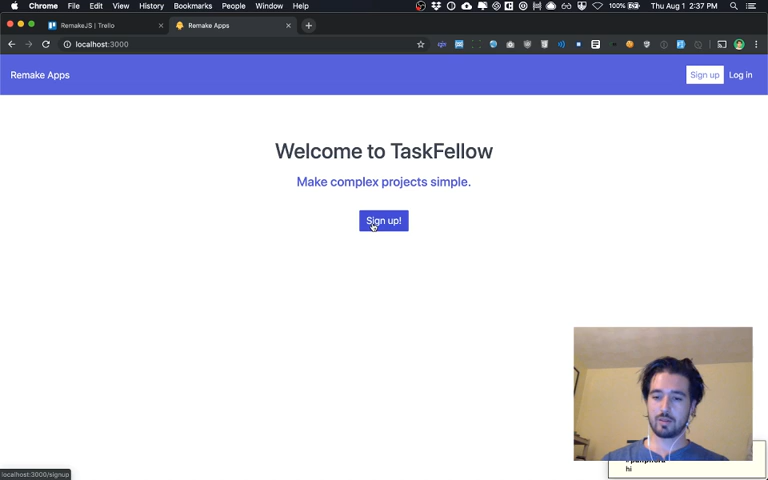 Chrome File Edit View History Bookmarks People Window Help 100% Thu Aug 1 2:37 PM
RemakeJS | Trello Remake Apps
localhost:3000
Remake Apps Sign up Log in
Welcome to TaskFellow
Make complex projects simple.
Sign up!
hi
localhost:3000/signup